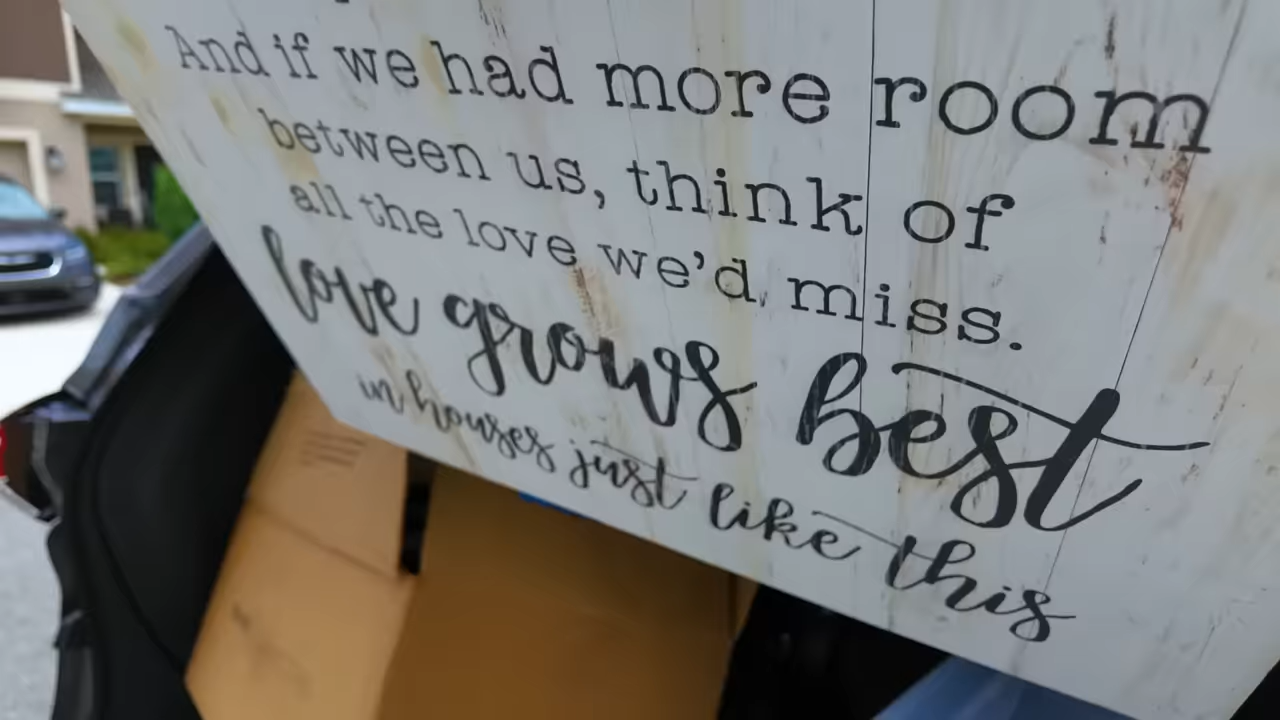 And if we had more room
between us, think of
all the love we'd miss.
love grows best
in houses just like this